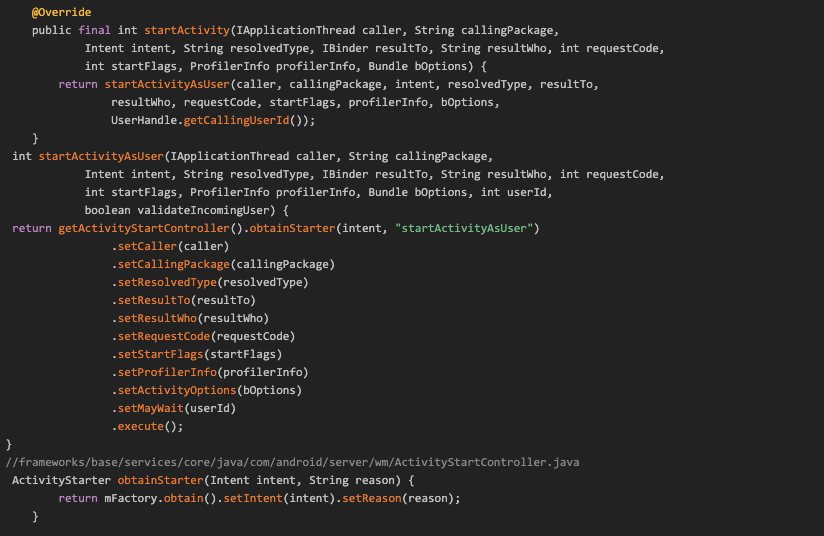 @Override
public final int startActivity(IApplicationThread caller, String callingPackage,
Intent intent, String resolvedType, IBinder resultTo, String resultWho, int requestCode,
int startFlags, ProfilerInfo profilerInfo, Bundle bOptions) {
return startActivityAsUser(caller, callingPackage, intent, resolvedType, resultTo,
resultWho, requestCode, startFlags, profilerInfo, bOptions,
UserHandle.getCallingUserId());
}
int startActivityAsUser(IApplicationThread caller, String callingPackage,
Intent intent, String resolvedType, IBinder resultTo, String resultWho, int requestCode,
int startFlags, ProfilerInfo profilerInfo, Bundle bOptions, int userId,
boolean validateIncomingUser) {
return getActivityStartController().obtainStarter(intent, "startActivityAsUser")
.setCaller(caller)
.setCallingPackage(callingPackage)
.setResolvedType(resolvedType)
.setResultTo(resultTo)
.setResultWho(resultWho)
.setRequestCode(requestCode)
.setStartFlags(startFlags)
.setProfilerInfo(profilerInfo)
.setActivityOptions(bOptions)
.setMayWait(userId)
.execute();
}
//frameworks/base/services/core/java/com/android/server/wm/ActivityStartController.java
ActivityStarter obtainStarter(Intent intent, String reason) {
return mFactory.obtain().setIntent(intent).setReason(reason);
}